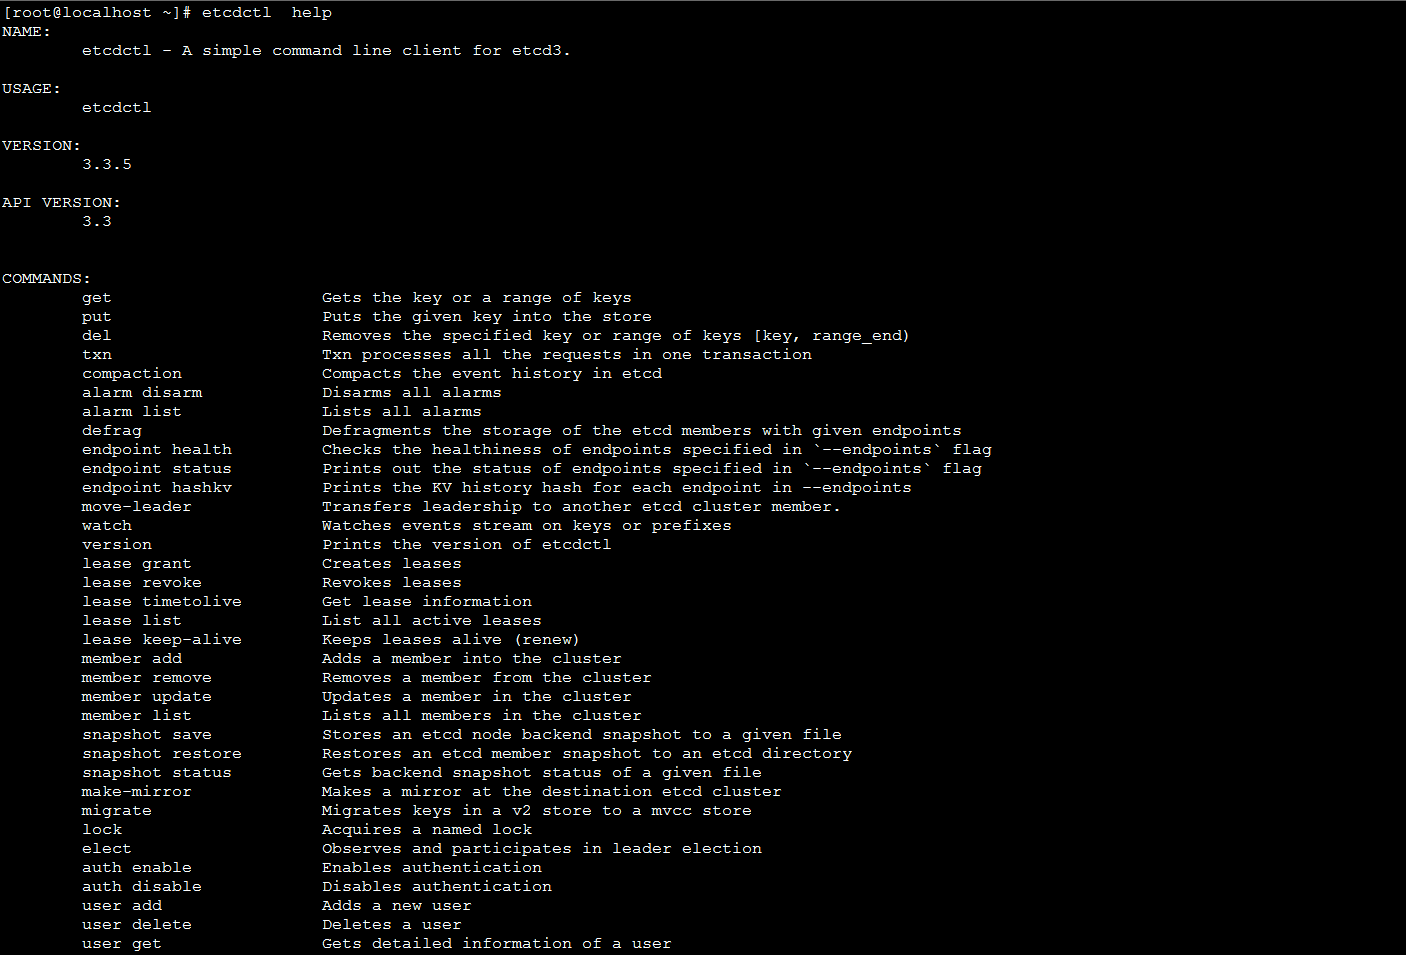 [root@localhost ~]# etcdctl  help
NAME:
        etcdctl - A simple command line client for etcd3.

USAGE:
        etcdctl

VERSION:
        3.3.5

API VERSION:
        3.3


COMMANDS:
        get                     Gets the key or a range of keys
        put                     Puts the given key into the store
        del                     Removes the specified key or range of keys [key, range_end)
        txn                     Txn processes all the requests in one transaction
        compaction              Compacts the event history in etcd
        alarm disarm            Disarms all alarms
        alarm list              Lists all alarms
        defrag                  Defragments the storage of the etcd members with given endpoints
        endpoint health         Checks the healthiness of endpoints specified in `--endpoints` flag
        endpoint status         Prints out the status of endpoints specified in `--endpoints` flag
        endpoint hashkv         Prints the KV history hash for each endpoint in --endpoints
        move-leader             Transfers leadership to another etcd cluster member.
        watch                   Watches events stream on keys or prefixes
        version                 Prints the version of etcdctl
        lease grant             Creates leases
        lease revoke            Revokes leases
        lease timetolive        Get lease information
        lease list              List all active leases
        lease keep-alive        Keeps leases alive (renew)
        member add              Adds a member into the cluster
        member remove           Removes a member from the cluster
        member update           Updates a member in the cluster
        member list             Lists all members in the cluster
        snapshot save           Stores an etcd node backend snapshot to a given file
        snapshot restore        Restores an etcd member snapshot to an etcd directory
        snapshot status         Gets backend snapshot status of a given file
        make-mirror             Makes a mirror at the destination etcd cluster
        migrate                 Migrates keys in a v2 store to a mvcc store
        lock                    Acquires a named lock
        elect                   Observes and participates in leader election
        auth enable             Enables authentication
        auth disable            Disables authentication
        user add                Adds a new user
        user delete             Deletes a user
        user get                Gets detailed information of a user